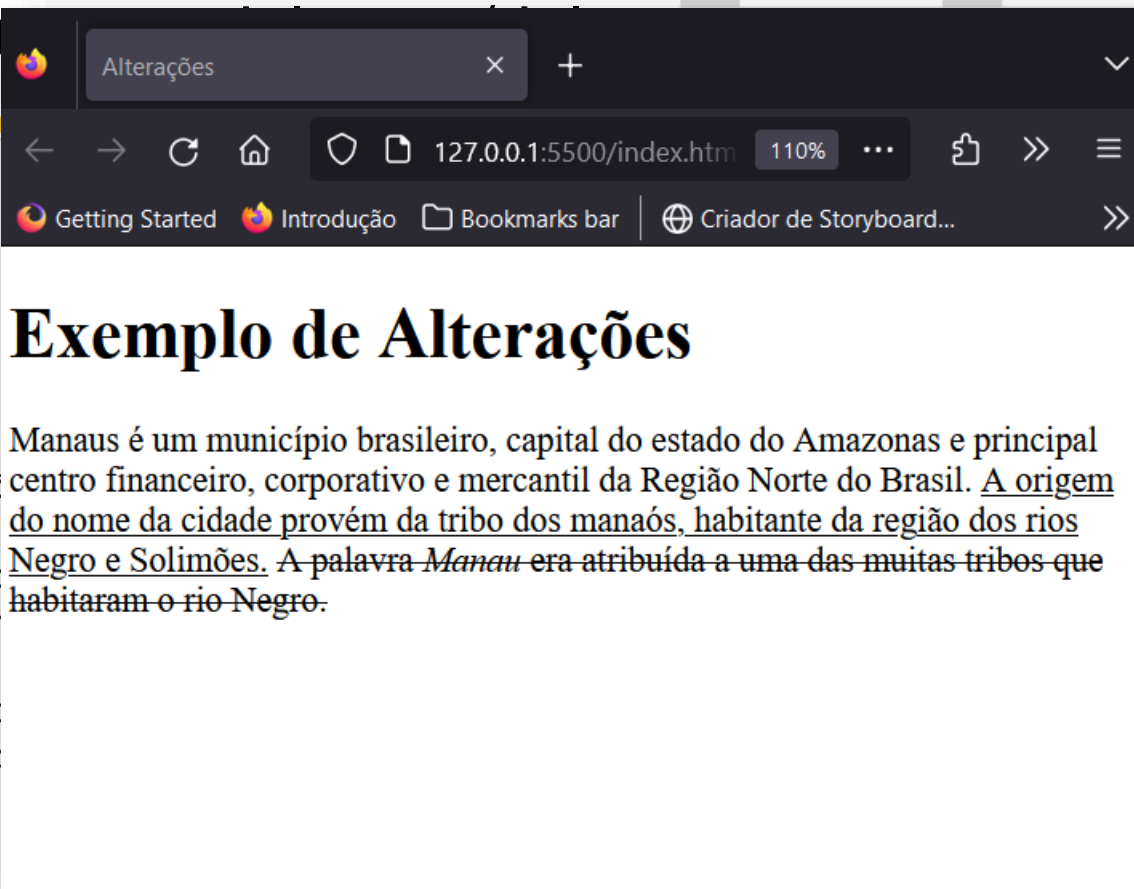 Alterações
127.0.0.1:5500/index.htm 110%
Getting Started Introdução Bookmarks bar Criador de Storyboard...
Exemplo de Alterações
Manaus é um município brasileiro, capital do estado do Amazonas e principal
centro financeiro, corporativo e mercantil da Região Norte do Brasil. A origem
do nome da cidade provém da tribo dos manaós, habitante da região dos rios
Negro e Solimões. A palavra Manau era atribuída a uma das muitas tribos que
habitaram o rio Negro.